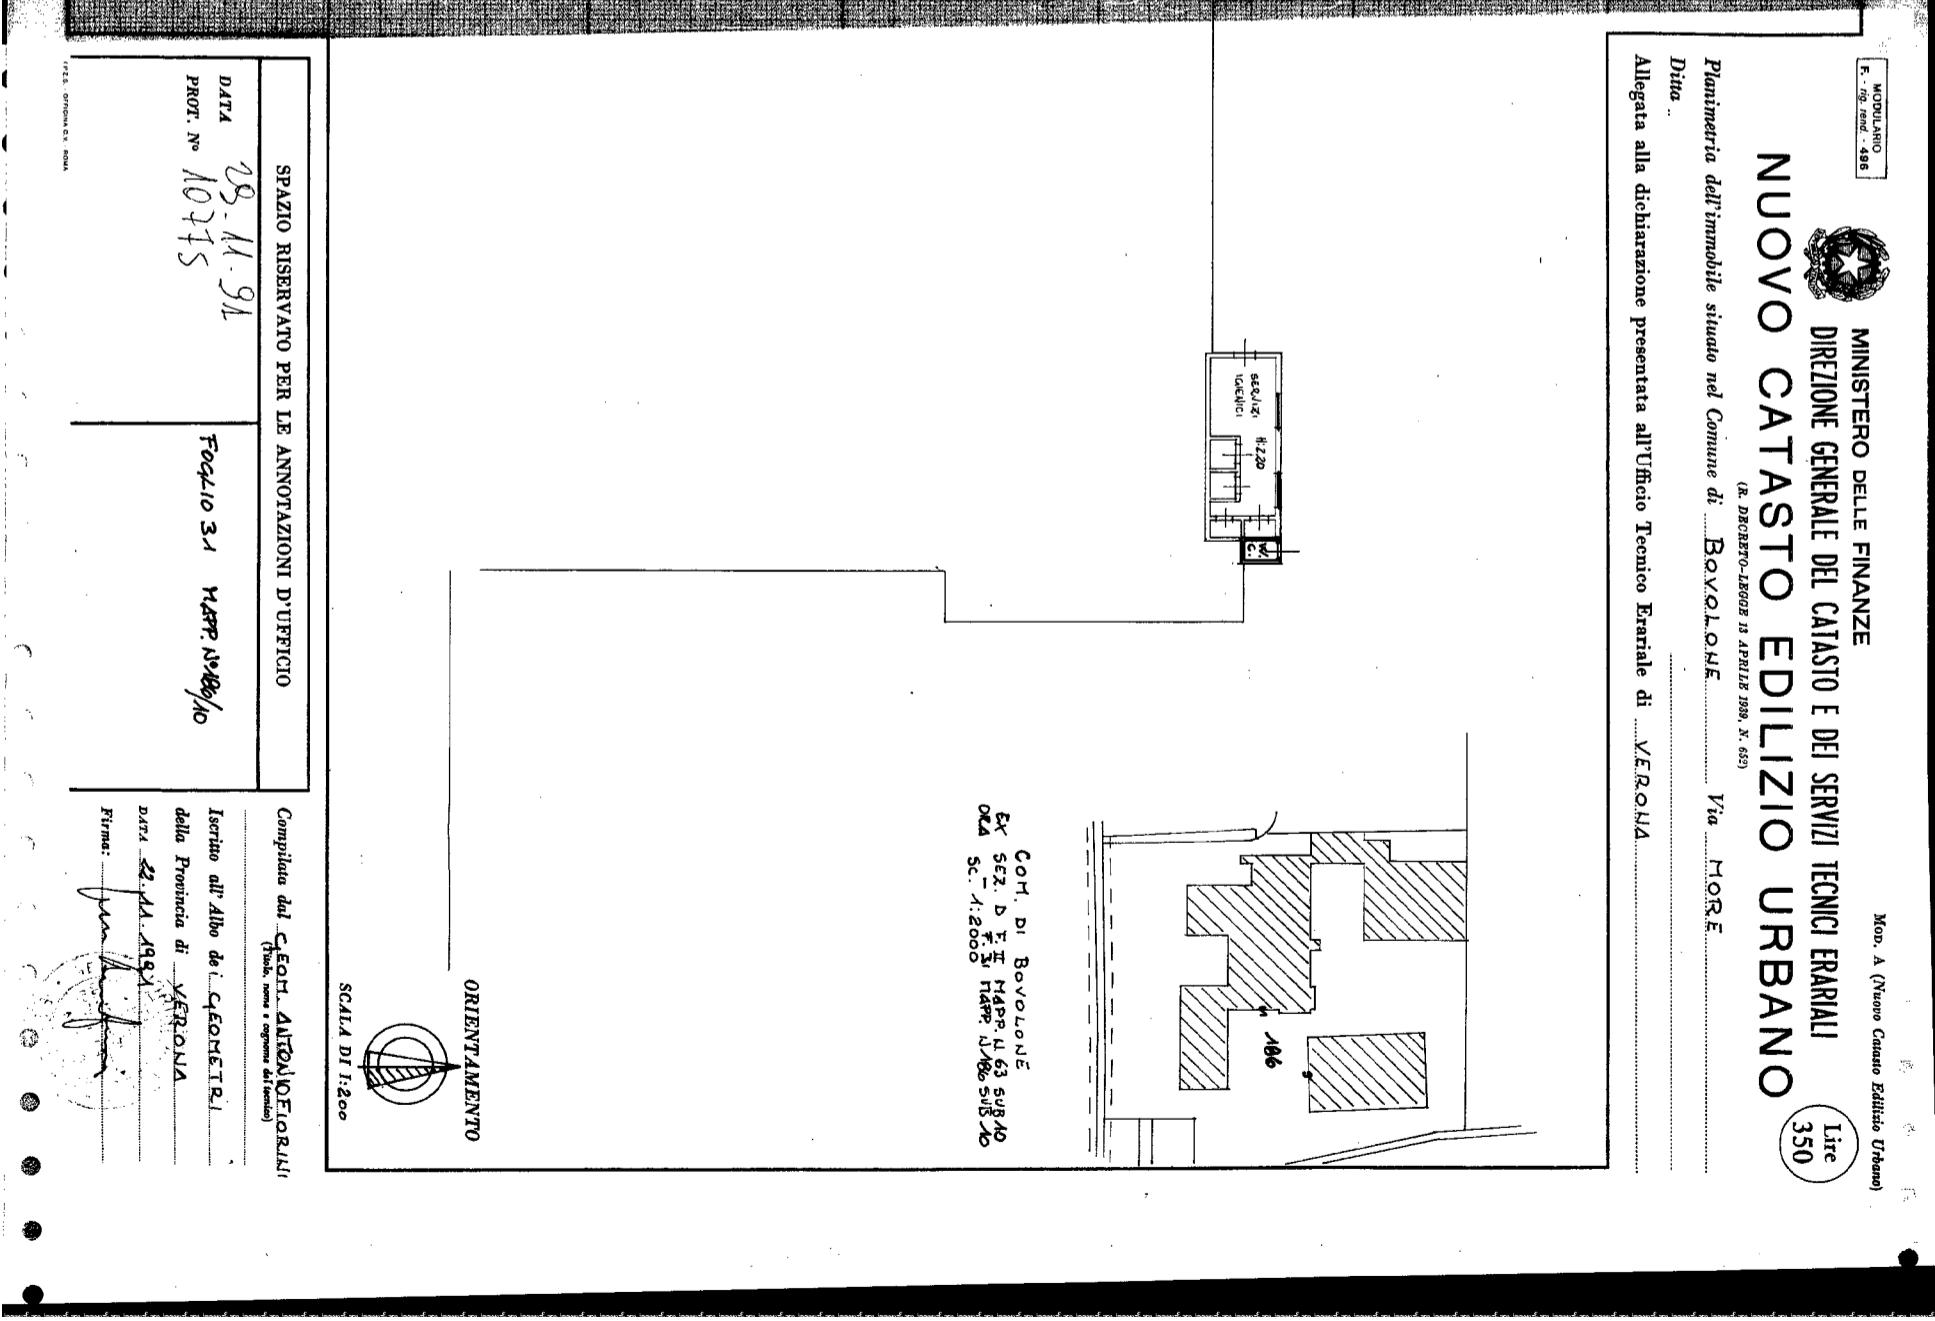 MODULARIO
F. - rig. rend. - 496
Mod. A (Nuovo Catasto Edilizio Urbano)
MINISTERO DELLE FINANZE
DIREZIONE GENERALE DEL CATASTO E DEI SERVIZI TECNICI ERARIALI
NUOVO CATASTO EDILIZIO URBANO
Lire
350
(R. DECRETO-LEGGE 13 APRILE 1939, N. 652)
Planimetria dell'immobile situato nel Comune di BOVOLONE Via MORE
Ditta
Allegata alla dichiarazione presentata all'Ufficio Tecnico Erariale di VERONA
SERVIZI
IGIENICI
H:2.20
W.
C.
186
COM. DI BOVOLONE
EX SEZ. D F. II MAPP. N. 63 SUB 10
ORA - F. 31 MAPP. N. 186 SUB 10
SC. 1:2000
ORIENTAMENTO
SCALA DI 1:200
SPAZIO RISERVATO PER LE ANNOTAZIONI D'UFFICIO
DATA 29.11.91
PROT. Nº 10775
FOGLIO 31 MAPP. Nº 186/10
Compilata dal GEOM. ANTONIO FIORINI
(Titolo, nome e cognome del tecnico)
Iscritto all'Albo dei GEOMETRI
della Provincia di VERONA
DATA 22.11.1991
Firma:
I.P.Z.S. - OFFICINA C.V. - ROMA